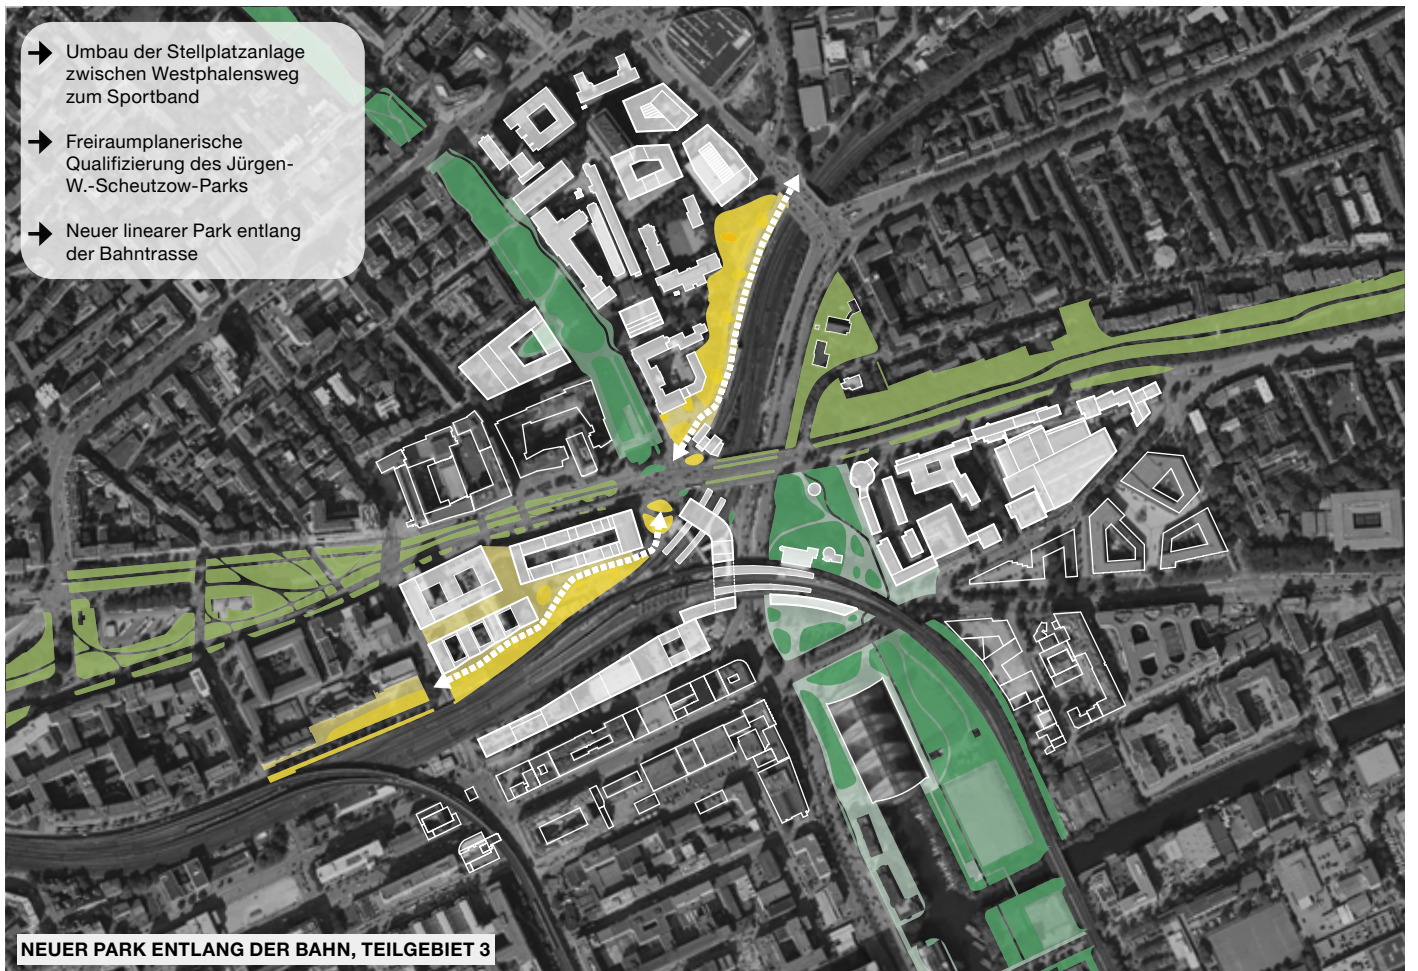 Umbau der Stellplatzanlage
zwischen Westphalensweg
zum Sportband
Freiraumplanerische
Qualifizierung des Jürgen-
W.-Scheutzow-Parks
Neuer linearer Park entlang
der Bahntrasse
NEUER PARK ENTLANG DER BAHN, TEILGEBIET 3